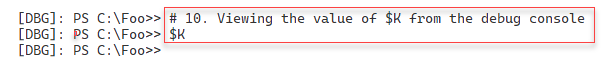 [DBG]: PS C:\Foo>> # 10. Viewing the value of $K from the debug console
[DBG]: PS C:\Foo>> $K
[DBG]: PS C:\Foo>>